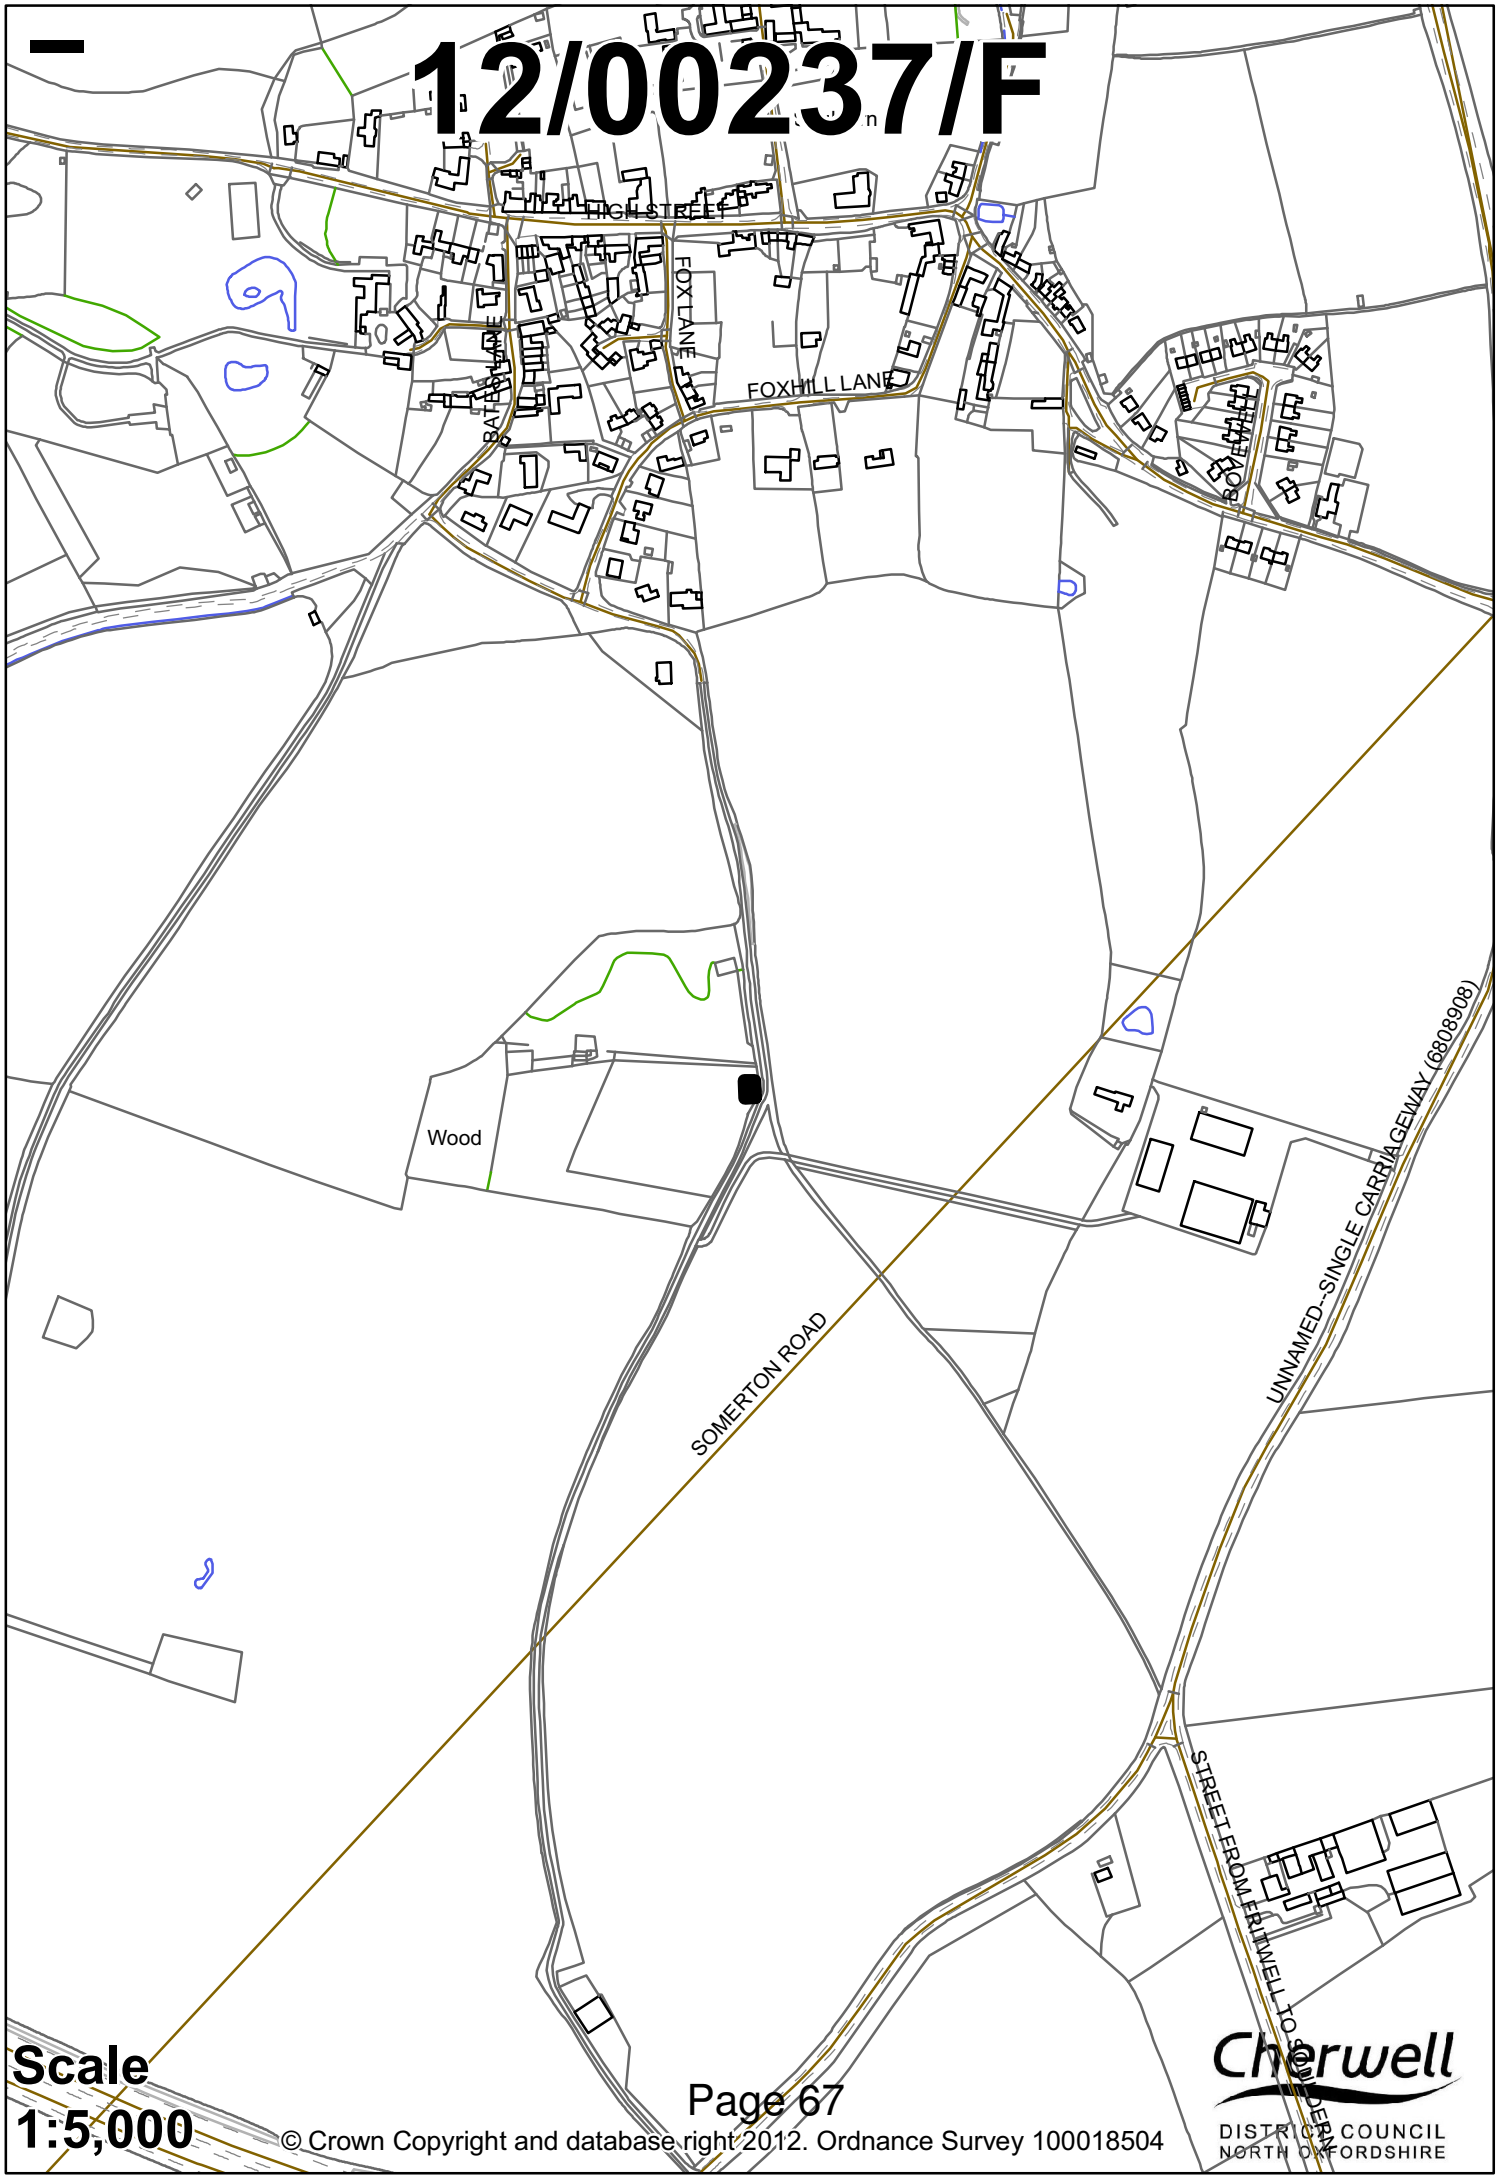 12/00237/F
HIGH STREET
FOX LANE
BATES LANE
FOXHILL LANE
BOVEWELL
UNNAMED--SINGLE CARRIAGEWAY (6808908)
Wood
SOMERTON ROAD
STREET FROM FRITWELL TO SOULDERN
Scale
1:5,000
Page 67
© Crown Copyright and database right 2012. Ordnance Survey 100018504
Cherwell
DISTRICT COUNCIL
NORTH OXFORDSHIRE